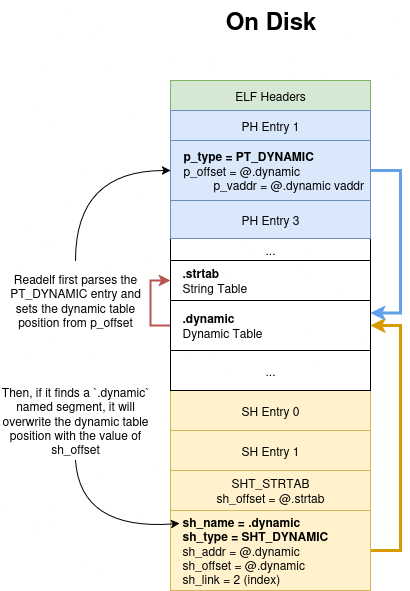 On Disk
ELF Headers
PH Entry 1
p_type = PT_DYNAMIC
p_offset = @.dynamic
p_vaddr = @.dynamic vaddr
PH Entry 3
...
Readelf first parses the
PT_DYNAMIC entry and
sets the dynamic table
position from p_offset
.strtab
String Table
.dynamic
Dynamic Table
...
Then, if it finds a `.dynamic`
named segment, it will
overwrite the dynamic table
position with the value of
sh_offset
SH Entry 0
SH Entry 1
SHT_STRTAB
sh_offset = @.strtab
sh_name = .dynamic
sh_type = SHT_DYNAMIC
sh_addr = @.dynamic
sh_offset = @.dynamic
sh_link = 2 (index)